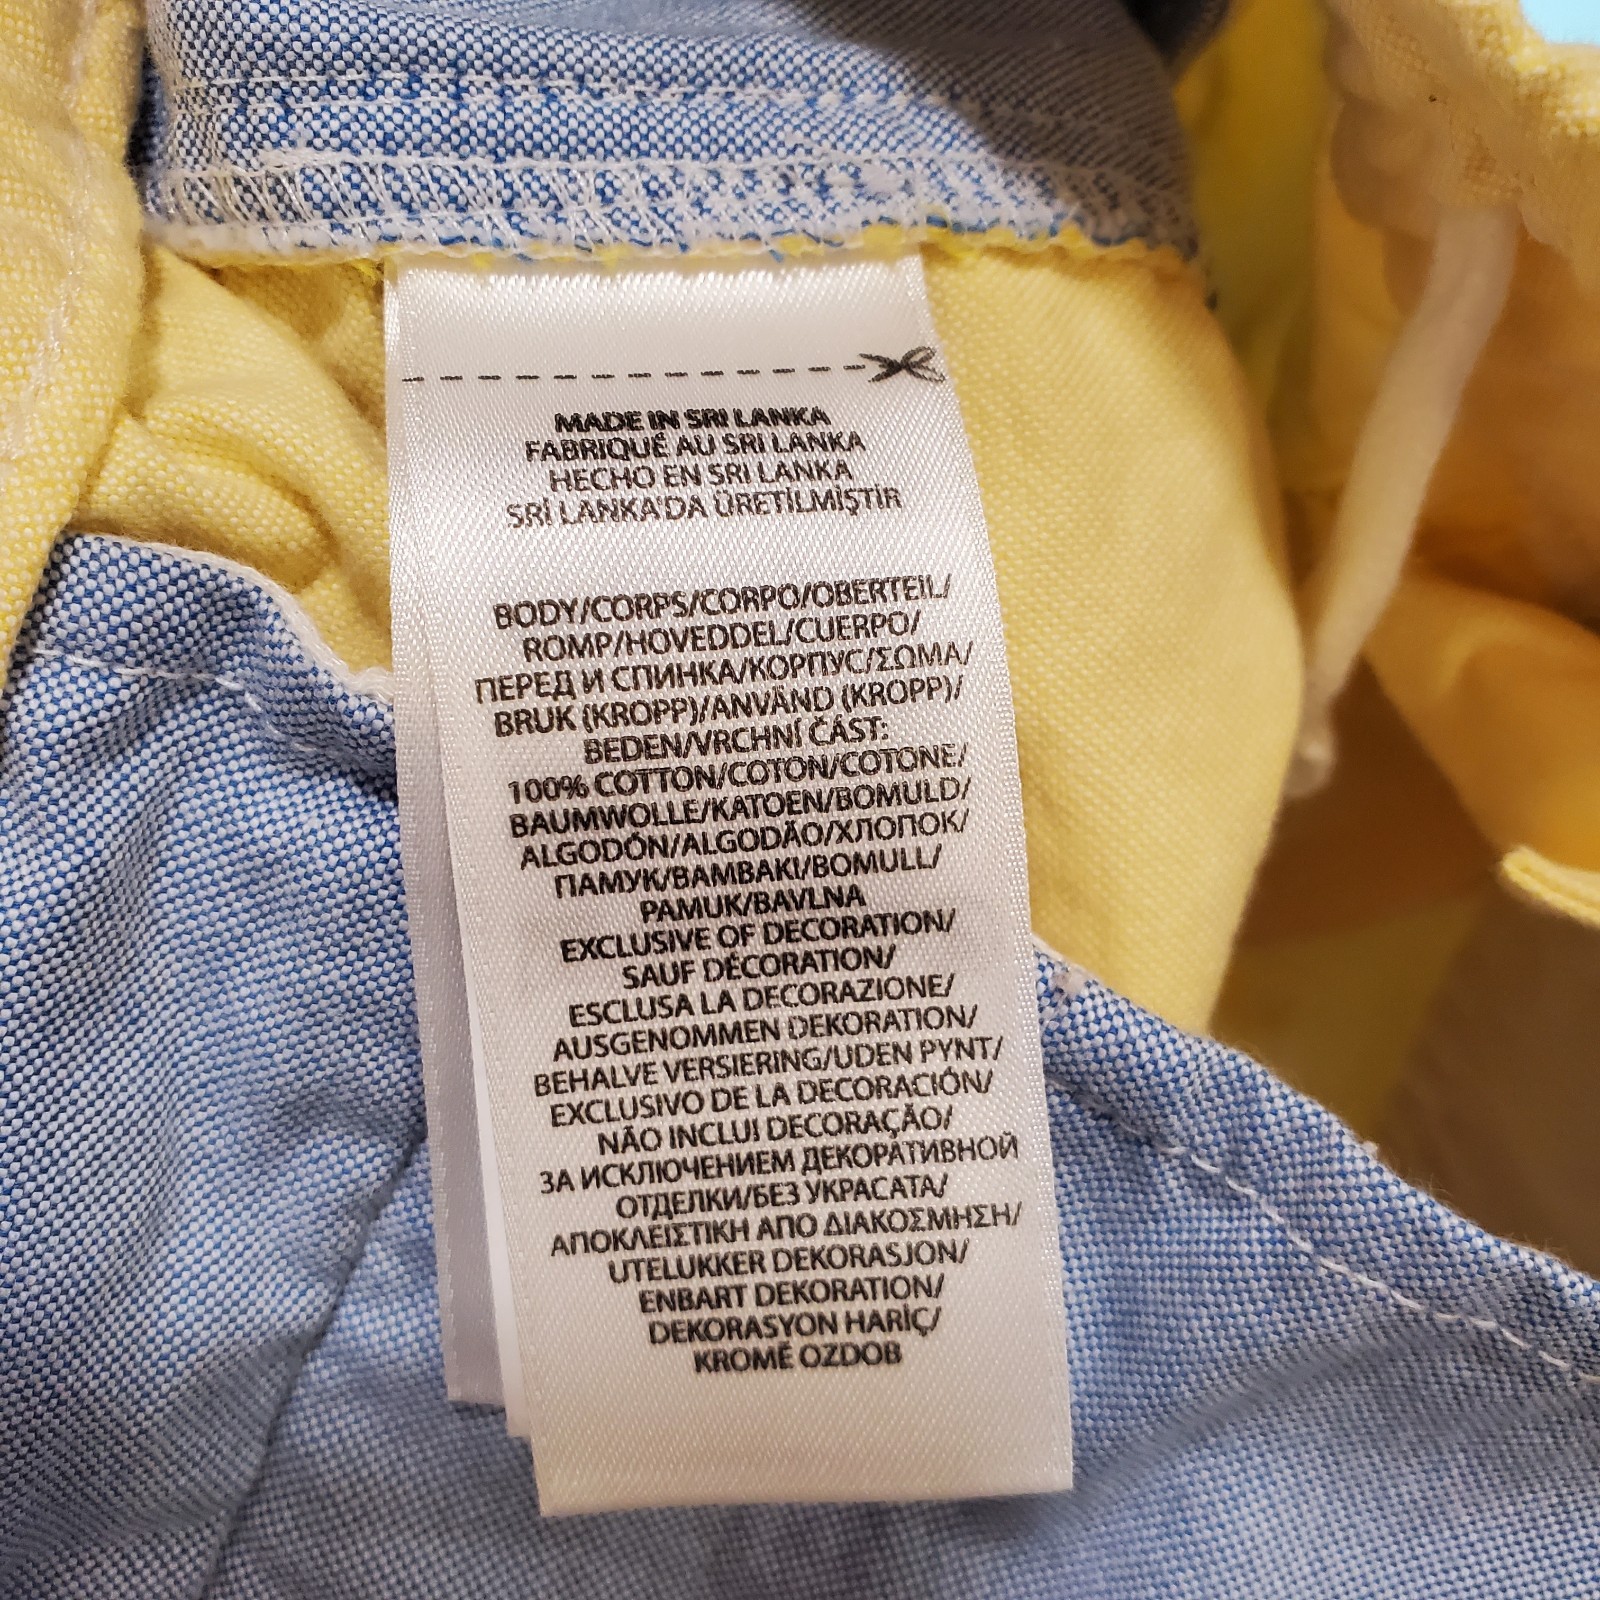 MADE IN SRI LANKA
FABRIQUÉ AU SRI LANKA
HECHO EN SRI LANKA
SRİ LANKA'DA ÜRETİLMİŞTİR
BODY/CORPS/CORPO/OBERTEIL/
ROMP/HOVEDDEL/CUERPO/
ПЕРЕД И СПИНКА/КОРПУС/ΣΩΜΑ/
BRUK (KROPP)/ANVÄND (KROPP)/
BEDEN/VRCHNÍ ČÁST:
100% COTTON/COTON/COTONE/
BAUMWOLLE/KATOEN/BOMULD/
ALGODÓN/ALGODÃO/ХЛОПОК/
ПАМУК/ΒΑΜΒΑΚΙ/BOMULL/
PAMUK/BAVLNA
EXCLUSIVE OF DECORATION/
SAUF DÉCORATION/
ESCLUSA LA DECORAZIONE/
AUSGENOMMEN DEKORATION/
BEHALVE VERSIERING/UDEN PYNT/
EXCLUSIVO DE LA DECORACIÓN/
NÃO INCLUI DECORAÇÃO/
ЗА ИСКЛЮЧЕНИЕМ ДЕКОРАТИВНОЙ
ОТДЕЛКИ/БЕЗ УКРАСАТА/
ΑΠΟΚΛΕΙΣΤΙΚΗ ΑΠΟ ΔΙΑΚΟΣΜΗΣΗ/
UTELUKKER DEKORASJON/
ENBART DEKORATION/
DEKORASYON HARİÇ/
KROMĚ OZDOB